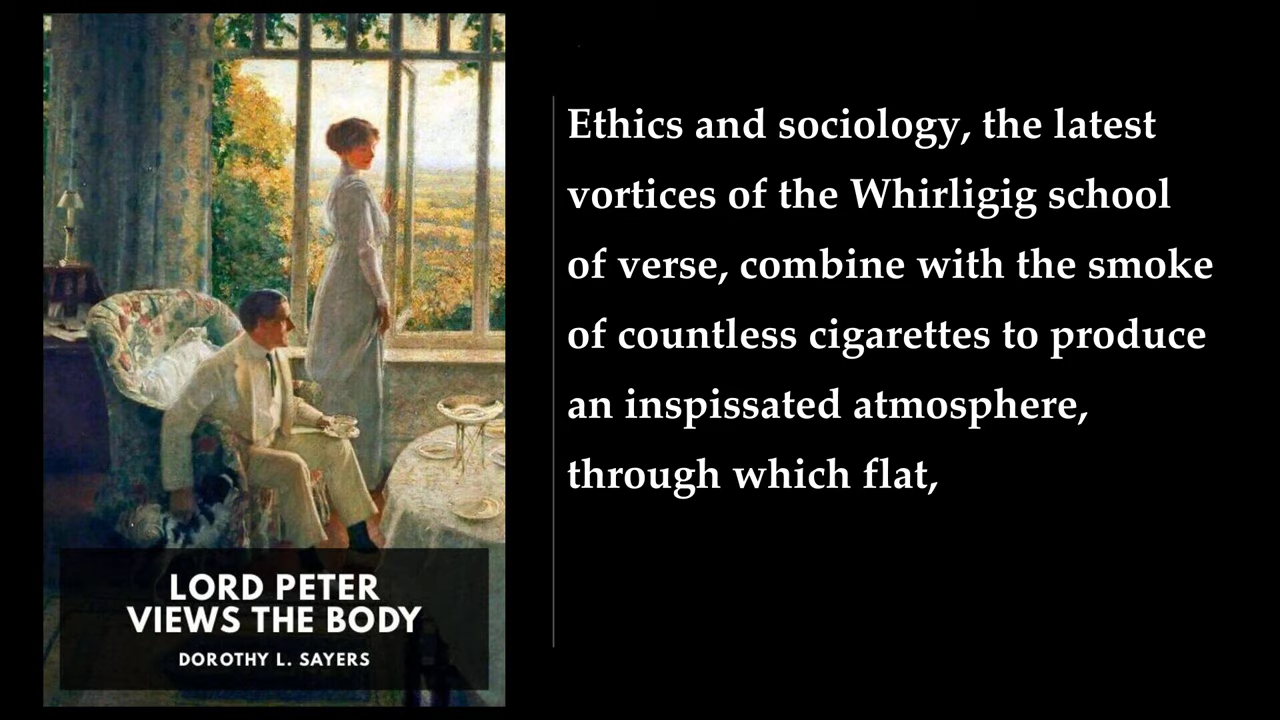 Ethics and sociology, the latest
vortices of the Whirligig school
of verse, combine with the smoke
of countless cigarettes to produce
an inspissated atmosphere,
through which flat,
LORD PETER
VIEWS THE BODY
DOROTHY L. SAYERS